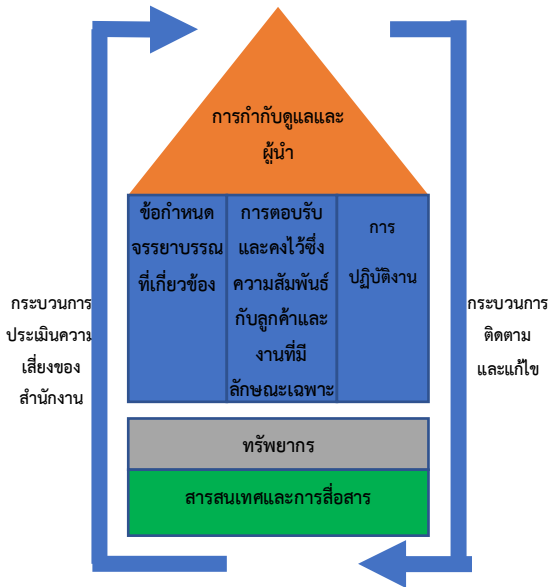 การกำกับดูแลและ
ผู้นำ
ข้อกำหนด
จรรยาบรรณ
ที่เกี่ยวข้อง
การตอบรับ
และคงไว้ซึ่ง
ความสัมพันธ์
กับลูกค้าและ
งานที่มี
ลักษณะเฉพาะ
การ
ปฏิบัติงาน
กระบวนการ
ประเมินความ
เสี่ยงของ
สำนักงาน
กระบวนการ
ติดตาม
และแก้ไข
ทรัพยากร
สารสนเทศและการสื่อสาร